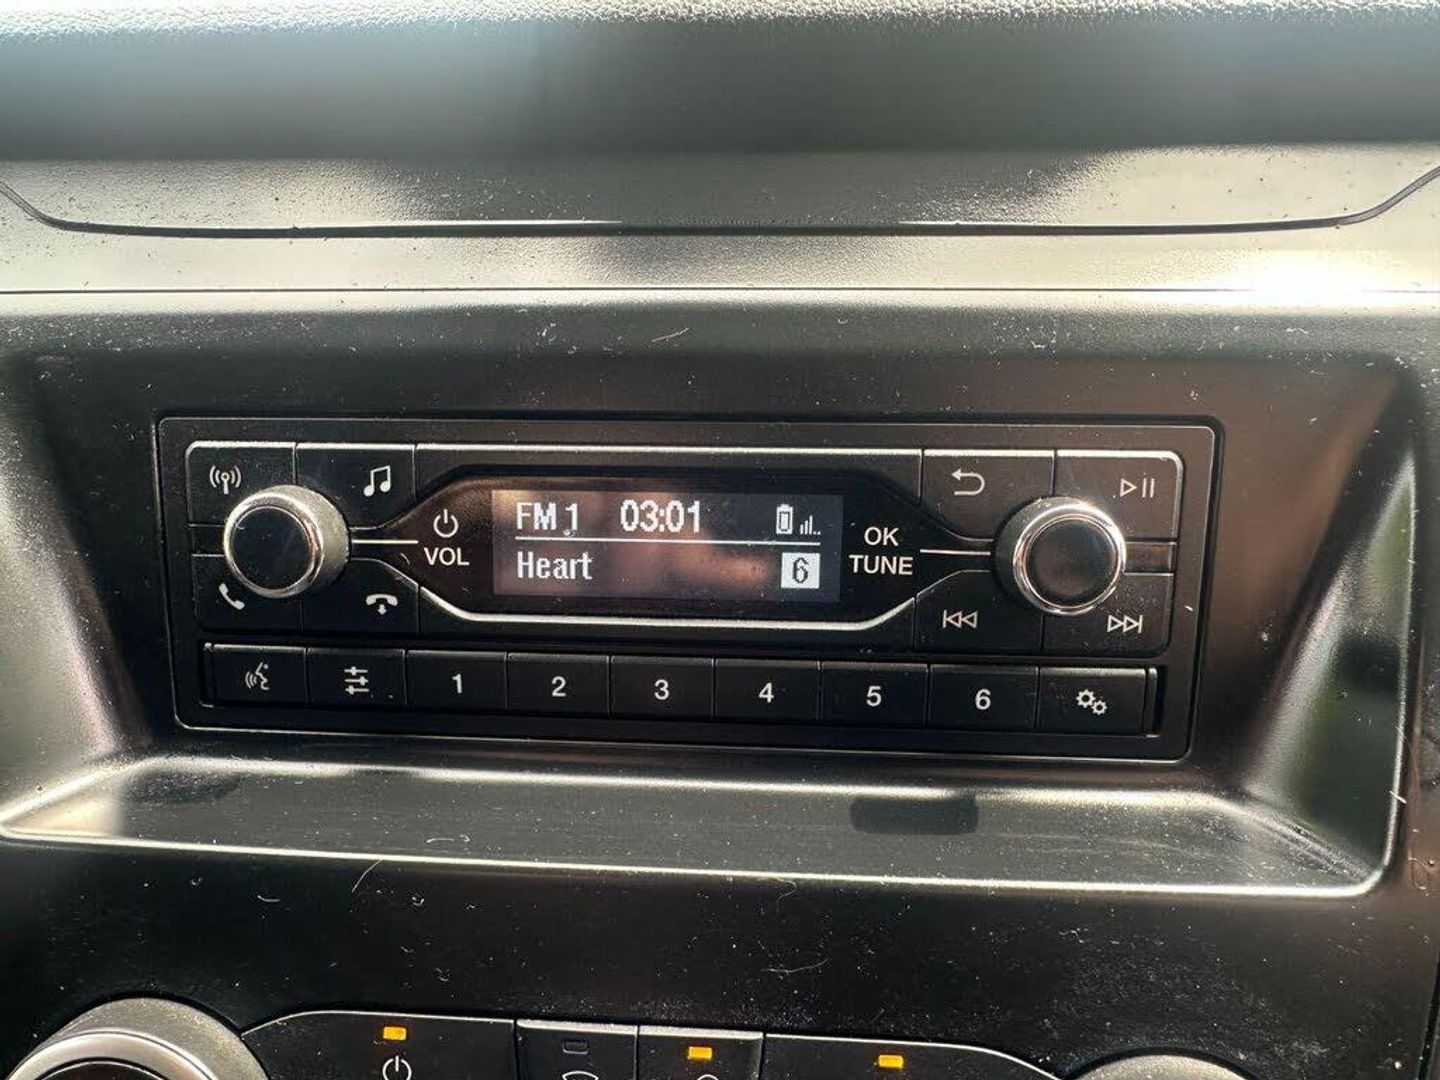 FM 1 03:01
Heart 6
VOL
OK
TUNE
1 2 3 4 5 6